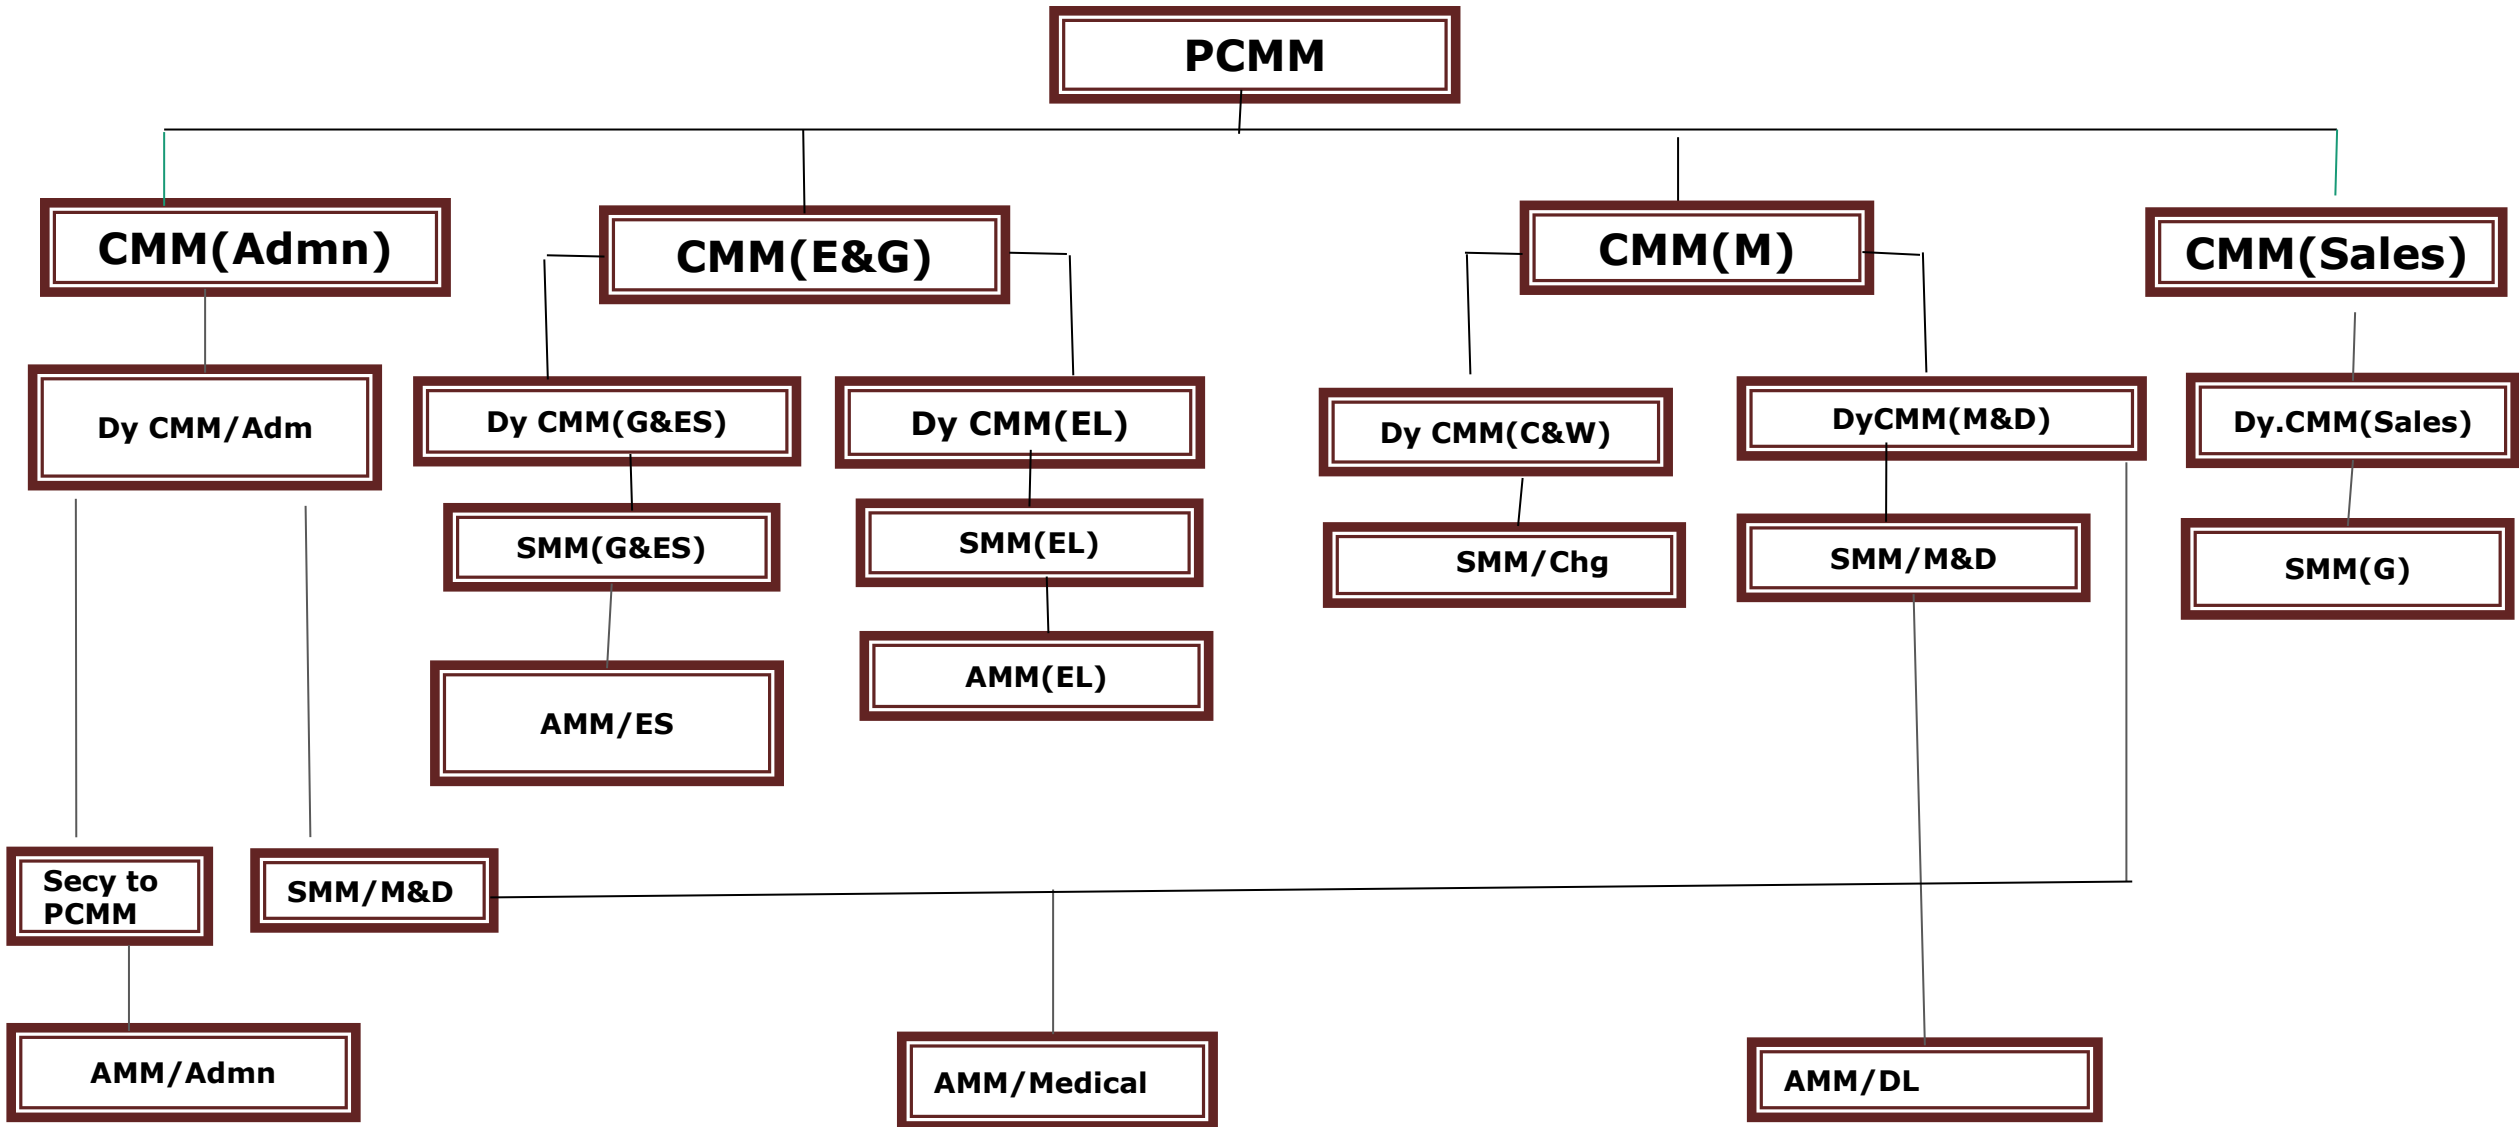 PCMM
CMM(Admn)
CMM(E&G)
CMM(M)
CMM(Sales)
Dy CMM/Adm
Dy CMM(G&ES)
Dy CMM(EL)
Dy CMM(C&W)
DyCMM(M&D)
Dy.CMM(Sales)
SMM(G&ES)
SMM(EL)
SMM/Chg
SMM/M&D
SMM(G)
AMM/ES
AMM(EL)
Secy to
PCMM
SMM/M&D
AMM/Admn
AMM/Medical
AMM/DL